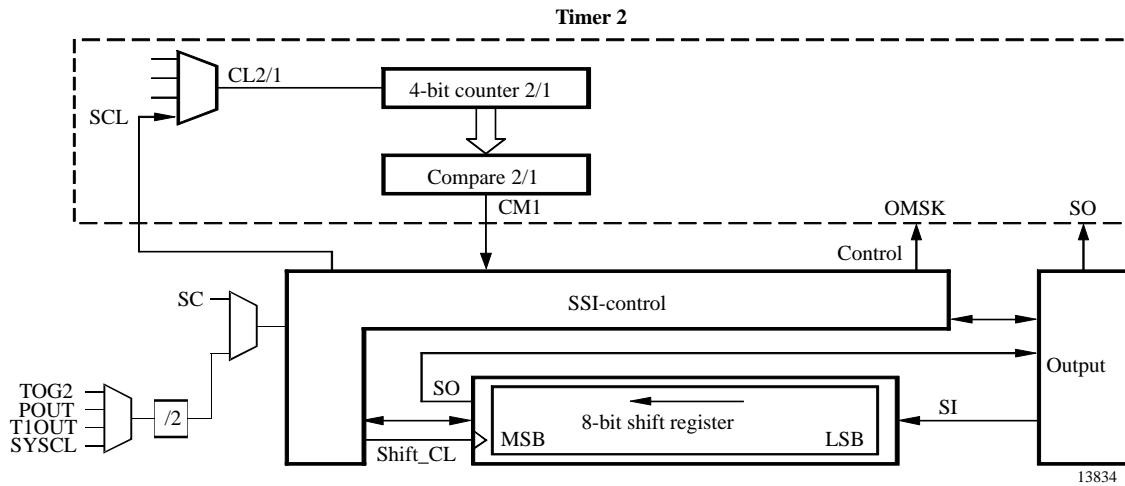 Timer 2
CL2/1
4-bit counter 2/1
SCL
Compare 2/1
CM1
OMSK
SO
Control
SC
SSI-control
Output
TOG2
POUT
T1OUT
SYSCL
/2
SO
SI
8-bit shift register
MSB
LSB
Shift_CL
13834